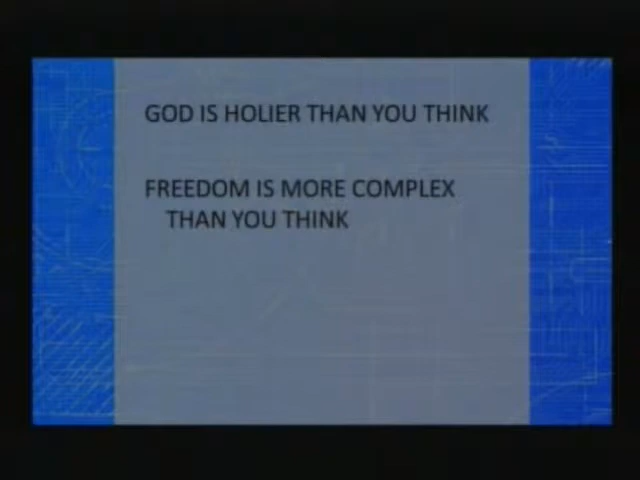 GOD IS HOLIER THAN YOU THINK
FREEDOM IS MORE COMPLEX
THAN YOU THINK